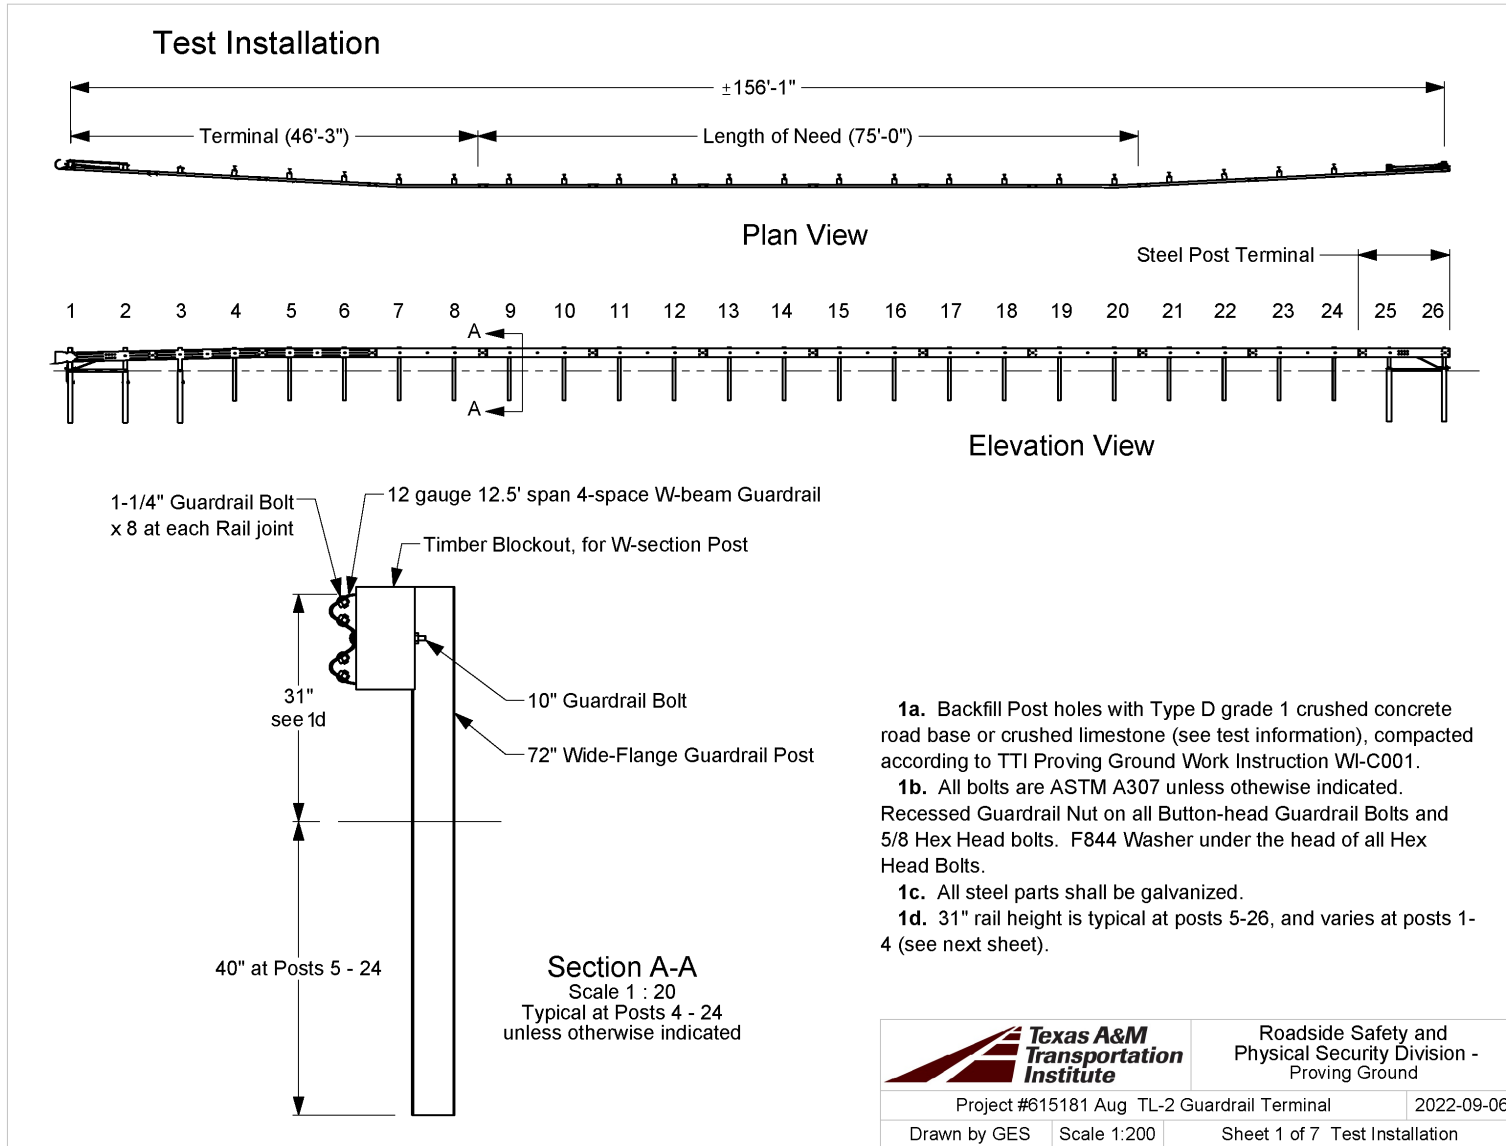 Test Installation
±156'-1"
Terminal (46'-3")
Length of Need (75'-0")
Plan View
Steel Post Terminal
1 2 3 4 5 6 7 8 9 10 11 12 13 14 15 16 17 18 19 20 21 22 23 24 25 26
A
A
Elevation View
1-1/4" Guardrail Bolt
x 8 at each Rail joint
12 gauge 12.5' span 4-space W-beam Guardrail
Timber Blockout, for W-section Post
31"
see 1d
10" Guardrail Bolt
72" Wide-Flange Guardrail Post
40" at Posts 5 - 24
Section A-A
Scale 1 : 20
Typical at Posts 4 - 24
unless otherwise indicated
1a. Backfill Post holes with Type D grade 1 crushed concrete
road base or crushed limestone (see test information), compacted
according to TTI Proving Ground Work Instruction WI-C001.
1b. All bolts are ASTM A307 unless othewise indicated.
Recessed Guardrail Nut on all Button-head Guardrail Bolts and
5/8 Hex Head bolts. F844 Washer under the head of all Hex
Head Bolts.
1c. All steel parts shall be galvanized.
1d. 31" rail height is typical at posts 5-26, and varies at posts 1-
4 (see next sheet).
Texas A&M
Transportation
Institute
Roadside Safety and
Physical Security Division -
Proving Ground
Project #615181 Aug TL-2 Guardrail Terminal
2022-09-06
Drawn by GES
Scale 1:200
Sheet 1 of 7 Test Installation